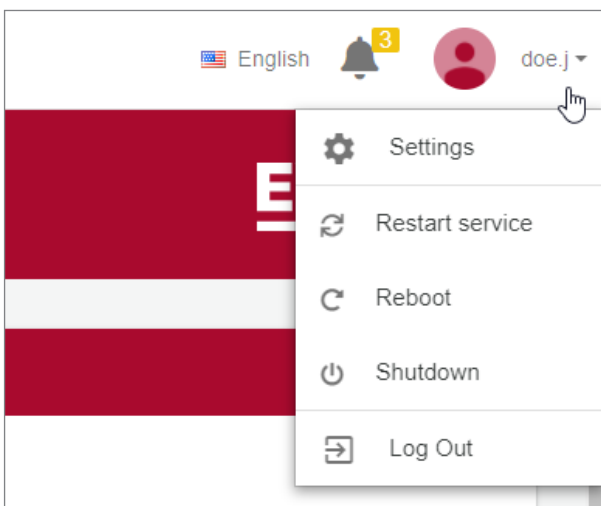 English
3
doe.j
Settings
E
Restart service
Reboot
Shutdown
Log Out